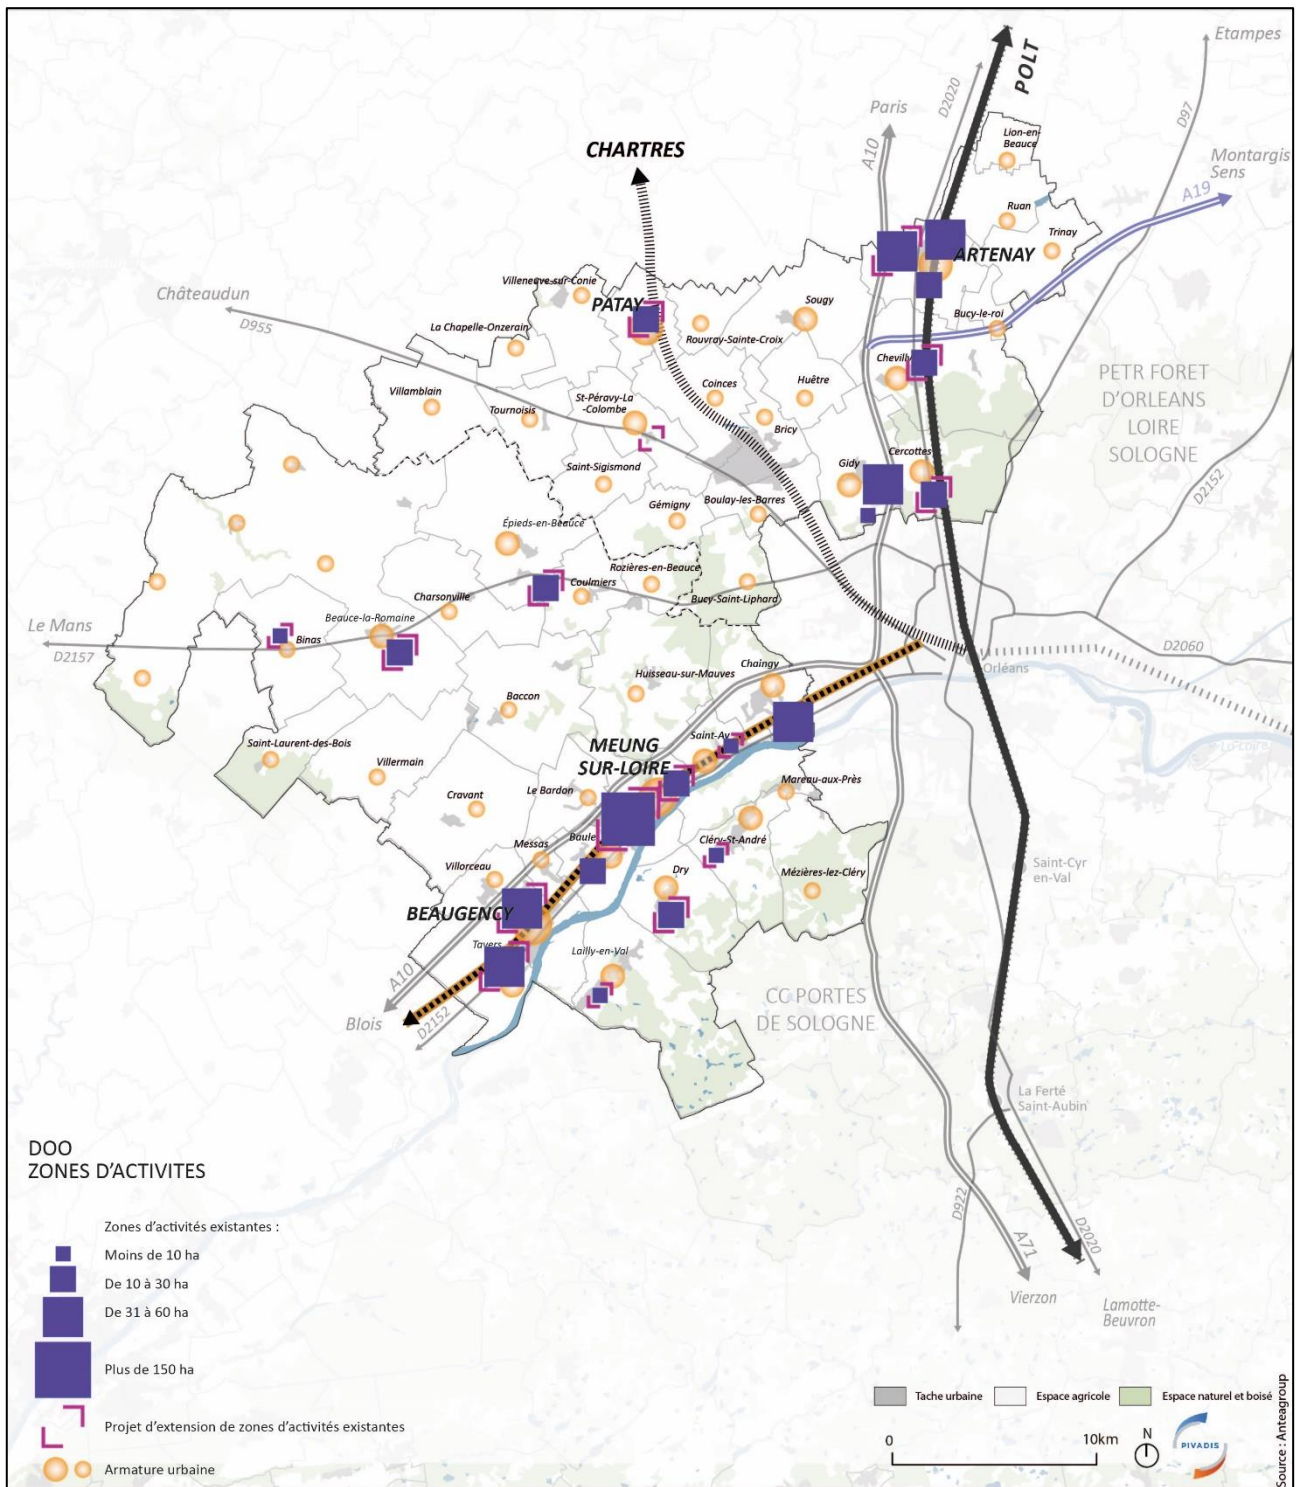 Etampes
POLT
D2020
D97
Paris
A10
Lion-en-
Beauce
CHARTRES
Montargis
Sens
A19
Ruan
Trinay
ARTENAY
Villeneuve-sur-Conie
Châteaudun
PATAY
Sougy
D955
La Chapelle-Onzerain
Rouvray-Sainte-Croix
Bucy-le-roi
Chevilly
PETR FORET
D'ORLEANS
LOIRE
SOLOGNE
Villamblain
Tournoisis
St-Péravy-La
-Colombe
Coinces
Huêtre
Bricy
Saint-Sigismond
Gidy
Cercottes
D2152
Gémigny
Boulay-les-Barres
Épieds-en-Beauce
Rozières-en-Beauce
Coulmiers
Bucy-Saint-Liphard
Charsonville
Beauce-la-Romaine
Le Mans
D2157
Binas
D2060
Orléans
Chaingy
Huisseau-sur-Mauves
Baccon
Saint-Ay
La Loire
MEUNG
SUR-LOIRE
Saint-Laurent-des-Bois
Villermain
Mareau-aux-Près
Cravant
Le Bardon
Cléry-St-André
Messas
Baule
Villorceau
Dry
Mézières-lez-Cléry
Saint-Cyr
en-Val
BEAUGENCY
Tavers
Lailly-en-Val
A10
CC PORTES
DE SOLOGNE
Blois
D2152
La Ferté
Saint-Aubin
DOO
ZONES D'ACTIVITES
D922
A71
D2020
Zones d'activités existantes :
Moins de 10 ha
De 10 à 30 ha
De 31 à 60 ha
Plus de 150 ha
Projet d'extension de zones d'activités existantes
Armature urbaine
Vierzon
Lamotte-
Beuvron
Tache urbaine
Espace agricole
Espace naturel et boisé
0
10km
N
PIVADIS
Source : Anteagroup